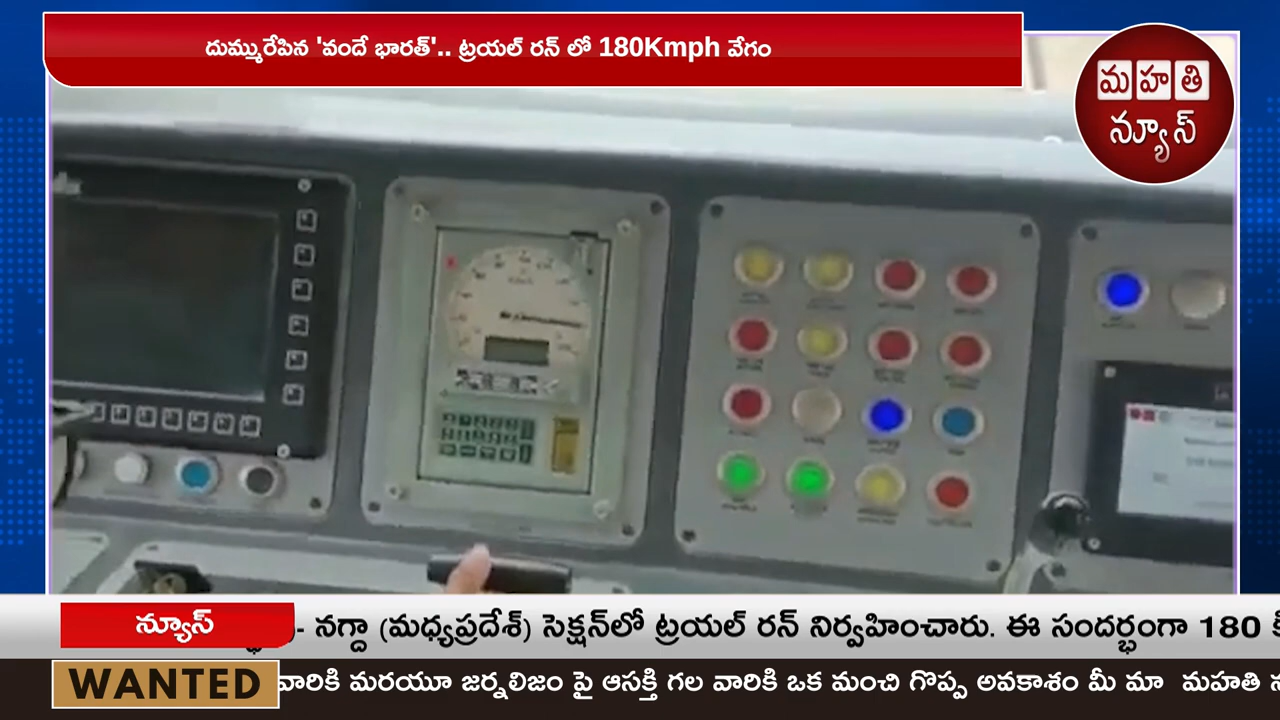 దుమ్మురేపిన 'వందే భారత్'.. ట్రయల్ రన్ లో 180Kmph వేగం
మహతి
న్యూస్
న్యూస్
- నగ్దా (మధ్యప్రదేశ్) సెక్షన్‌లో ట్రయల్ రన్ నిర్వహించారు. ఈ సందర్భంగా 180
WANTED
వారికి మరయూ జర్నలిజం పై ఆసక్తి గల వారికి ఒక మంచి గొప్ప అవకాశం మీ మా మహతి